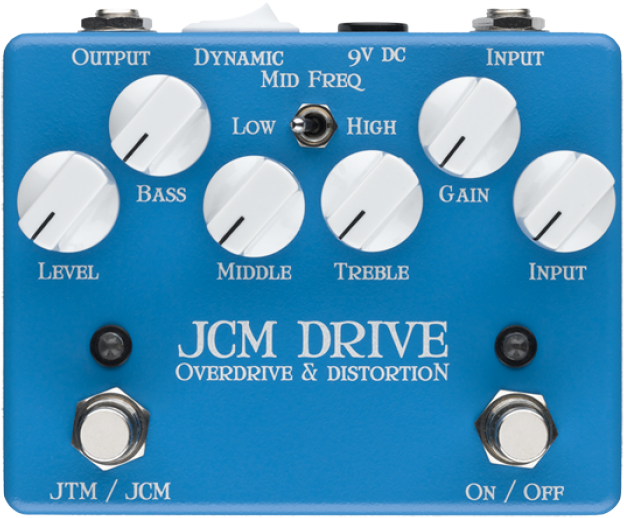 OUTPUT DYNAMIC 9V DC INPUT
MID FREQ
LOW HIGH
BASS GAIN
LEVEL MIDDLE TREBLE INPUT
JCM DRIVE
OVERDRIVE & DISTORTION
JTM / JCM ON / OFF